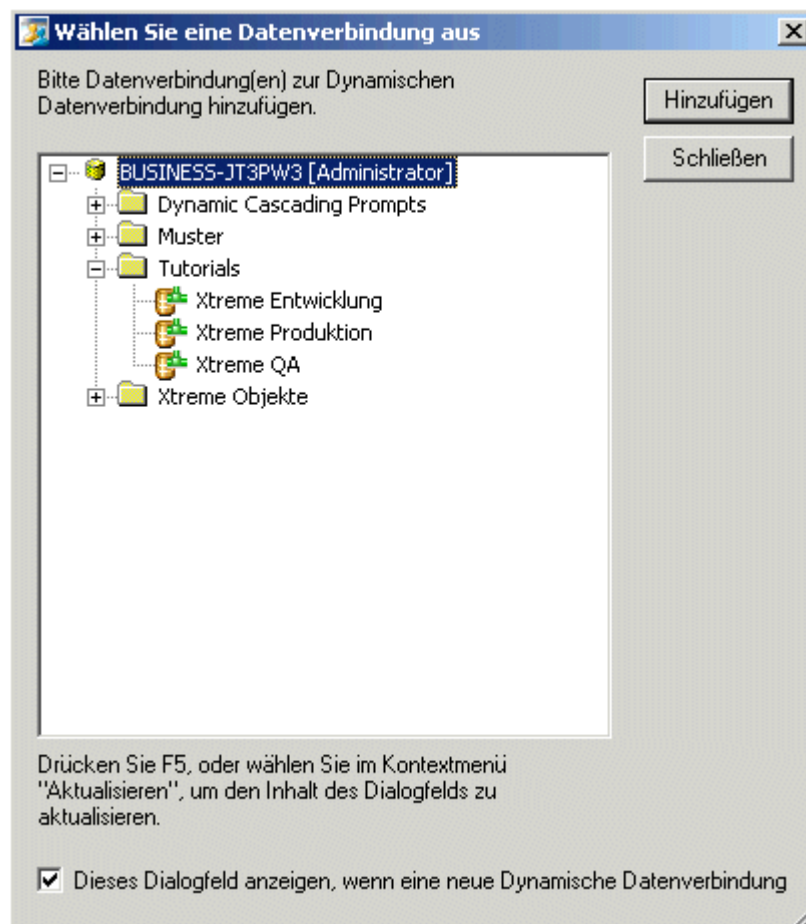 Wählen Sie eine Datenverbindung aus
Bitte Datenverbindung(en) zur Dynamischen
Datenverbindung hinzufügen.
Hinzufügen
Schließen
BUSINESS-JT3PW3 [Administrator]
Dynamic Cascading Prompts
Muster
Tutorials
Xtreme Entwicklung
Xtreme Produktion
Xtreme QA
Xtreme Objekte
Drücken Sie F5, oder wählen Sie im Kontextmenü
"Aktualisieren", um den Inhalt des Dialogfelds zu
aktualisieren.
Dieses Dialogfeld anzeigen, wenn eine neue Dynamische Datenverbindung